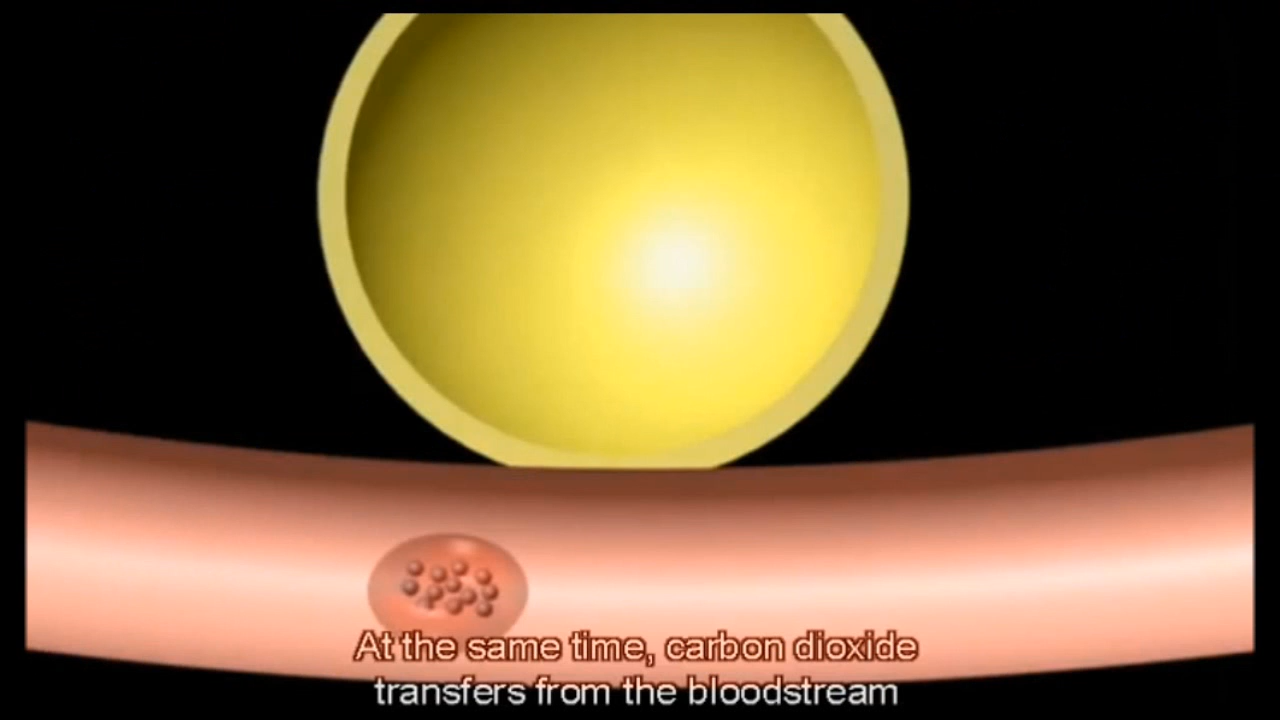 At the same time, carbon dioxide
transfers from the bloodstream